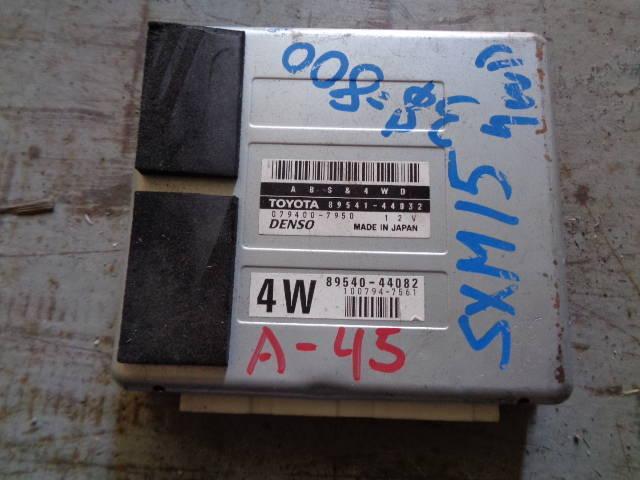 008
SXM15 4WD
ABS&4WD
TOYOTA 89541-44032
079400-7950 12V
DENSO MADE IN JAPAN
4W
89540-44082
100794-7561
A-45